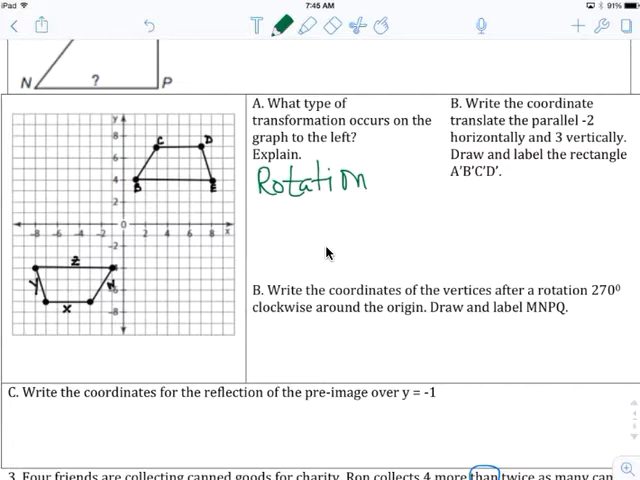 iPad
7:45 AM
91%
T
N
?
P
A. What type of
transformation occurs on the
graph to the left?
Explain.
Rotation
B. Write the coordinate
translate the parallel -2
horizontally and 3 vertically.
Draw and label the rectangle
A'B'C'D'.
y
8
C
D
6
4
B
E
2
-8 -6 -4 -2 0 2 4 6 8 x
-2
Z
Y
W
X
-8
B. Write the coordinates of the vertices after a rotation 270⁰
clockwise around the origin. Draw and label MNPQ.
C. Write the coordinates for the reflection of the pre-image over y = -1
3. Four friends are collecting canned goods for charity. Ron collects 4 more than twice as many can